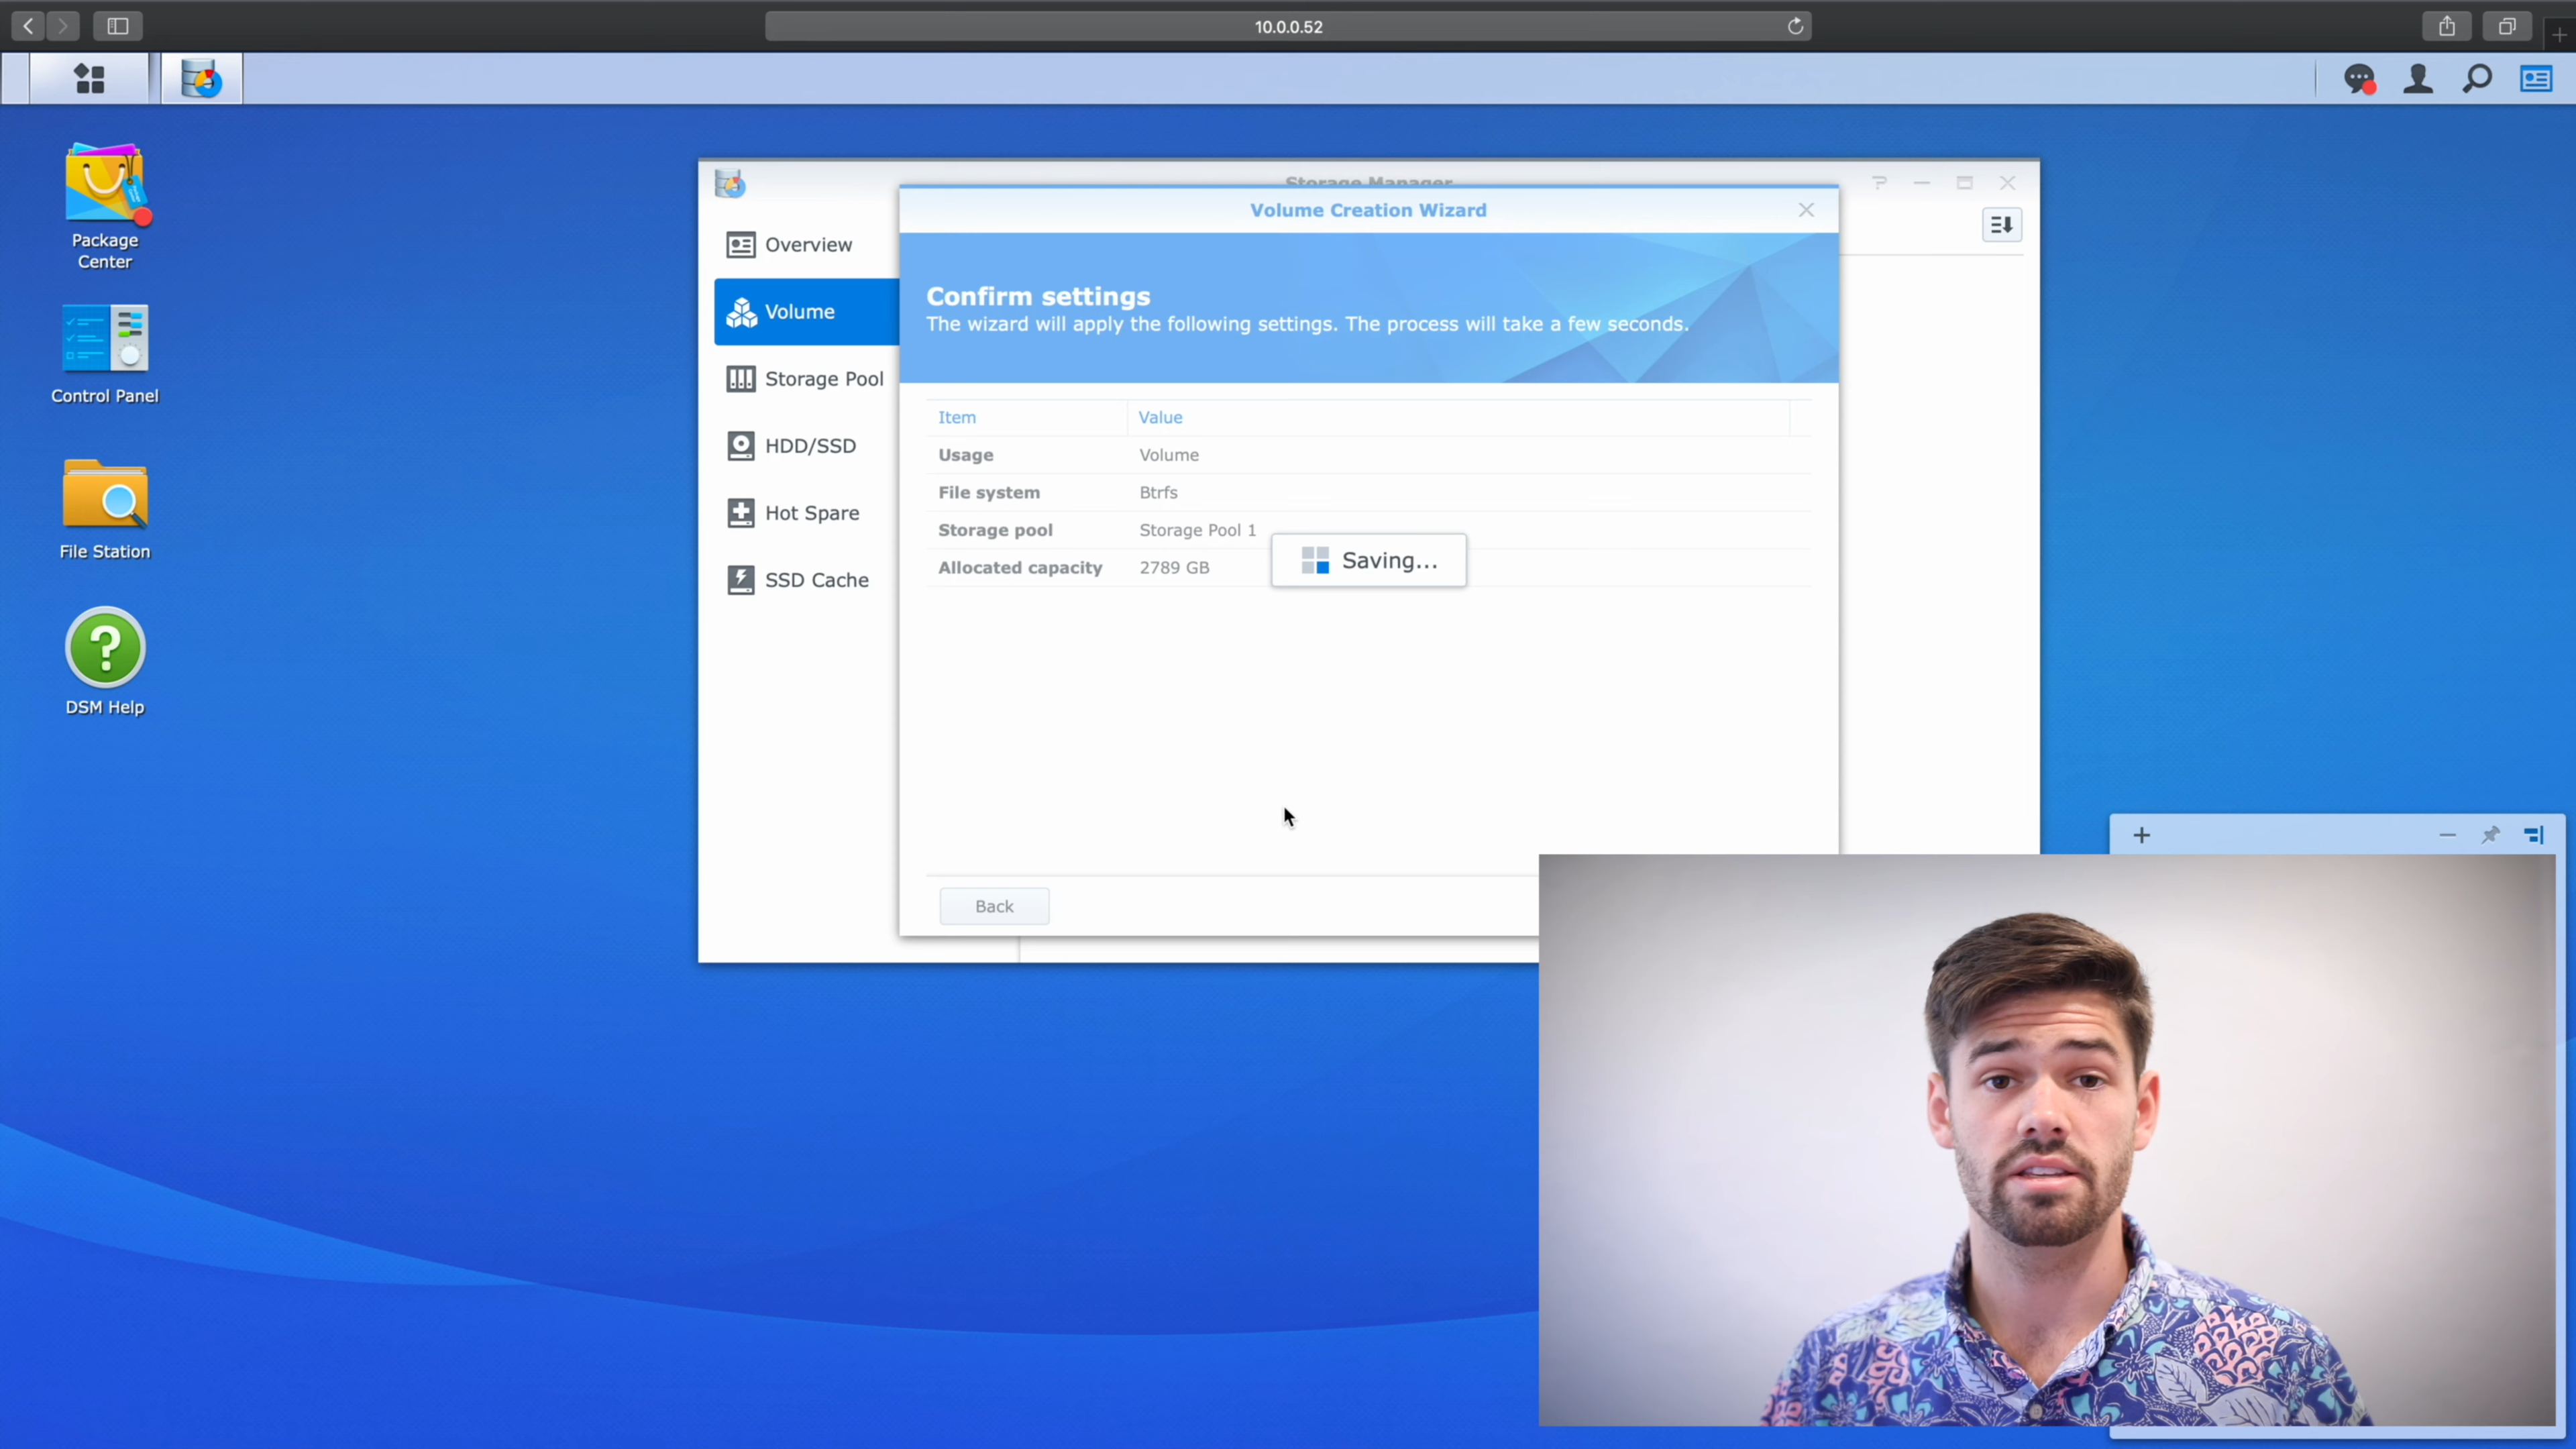 10.0.0.52
Package
Center
Control Panel
File Station
DSM Help
Storage Manager
Overview
Volume
Storage Pool
HDD/SSD
Hot Spare
SSD Cache
Volume Creation Wizard
Confirm settings
The wizard will apply the following settings. The process will take a few seconds.
Item Value
Usage Volume
File system Btrfs
Storage pool Storage Pool 1
Allocated capacity 2789 GB
Saving...
Back